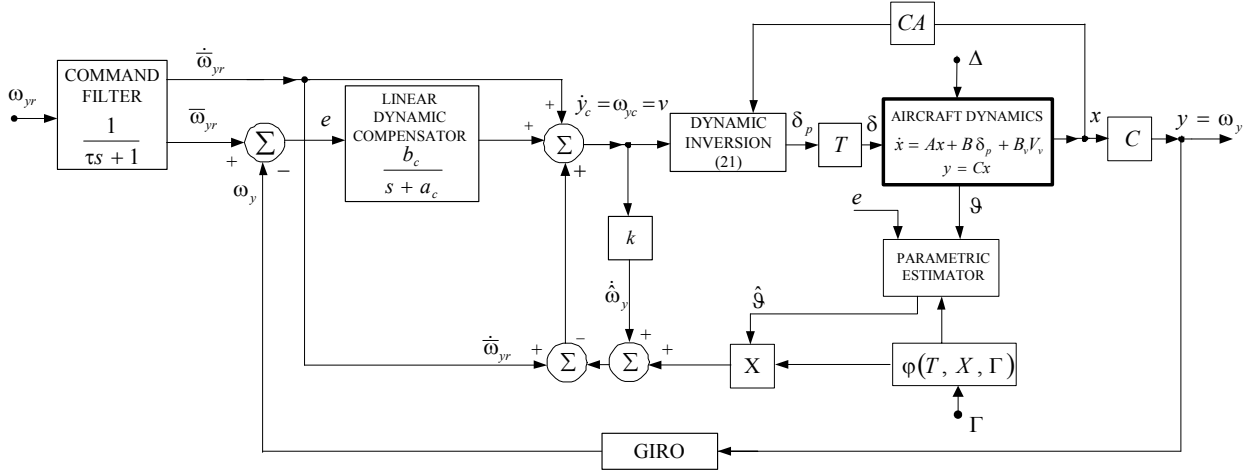 CA
Δ
ω̇̅_yr
COMMAND
FILTER
1
τs + 1
ω_yr
ω̅_yr
Σ
+
−
ω_y
e
LINEAR
DYNAMIC
COMPENSATOR
b_c
s + a_c
+
+
+
Σ
ẏ_c = ω_yc = v
DYNAMIC
INVERSION
(21)
δ_p
T
δ
AIRCRAFT DYNAMICS
ẋ = Ax + B δ_p + B_v V_v
y = Cx
x
C
y = ω_y
ϑ
e
k
PARAMETRIC
ESTIMATOR
ω̂̇_y
ϑ̂
ω̇̅_yr
+
Σ
−
Σ
+
+
X
φ(T, X, Γ)
Γ
GIRO